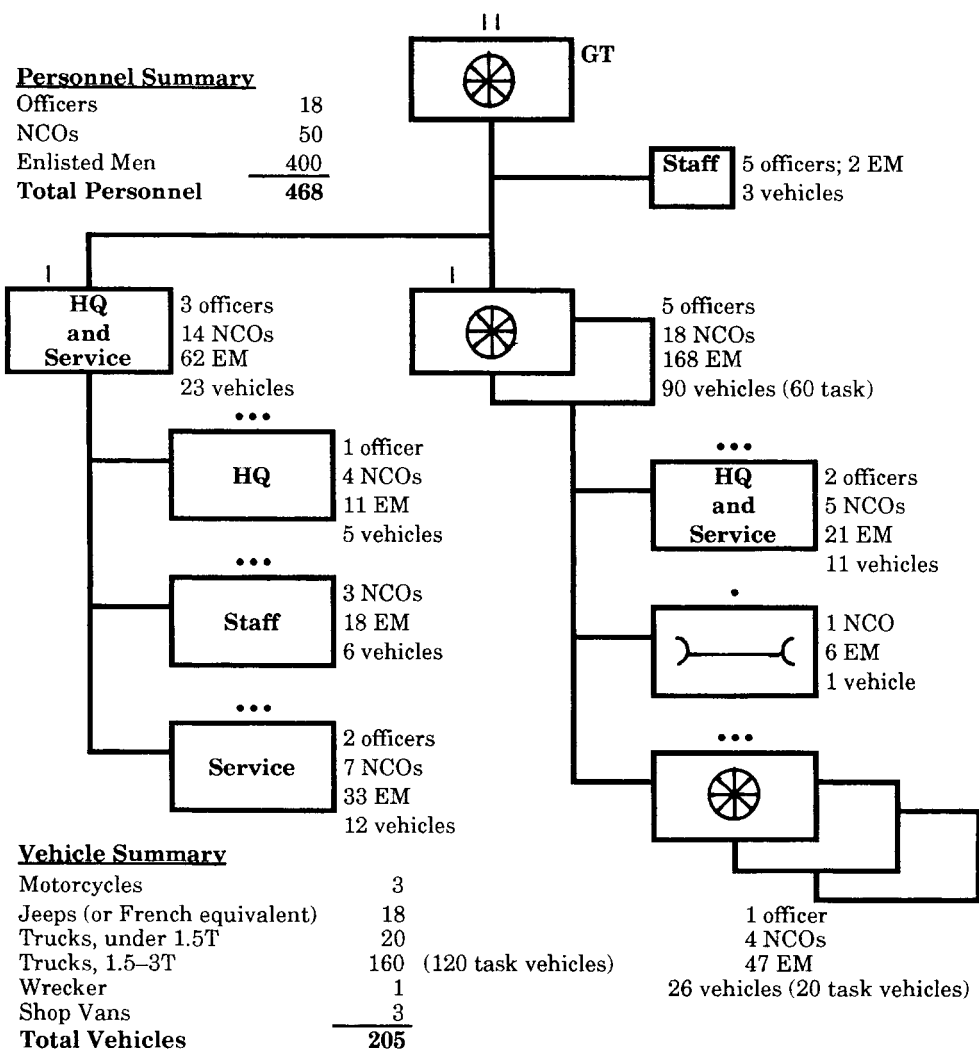 GT
Personnel Summary
Officers 18
NCOs 50
Enlisted Men 400
Total Personnel 468
Staff
5 officers; 2 EM
3 vehicles
HQ
and
Service
3 officers
14 NCOs
62 EM
23 vehicles
5 officers
18 NCOs
168 EM
90 vehicles (60 task)
HQ
1 officer
4 NCOs
11 EM
5 vehicles
Staff
3 NCOs
18 EM
6 vehicles
Service
2 officers
7 NCOs
33 EM
12 vehicles
HQ
and
Service
2 officers
5 NCOs
21 EM
11 vehicles
1 NCO
6 EM
1 vehicle
1 officer
4 NCOs
47 EM
26 vehicles (20 task vehicles)
Vehicle Summary
Motorcycles 3
Jeeps (or French equivalent) 18
Trucks, under 1.5T 20
Trucks, 1.5–3T 160 (120 task vehicles)
Wrecker 1
Shop Vans 3
Total Vehicles 205